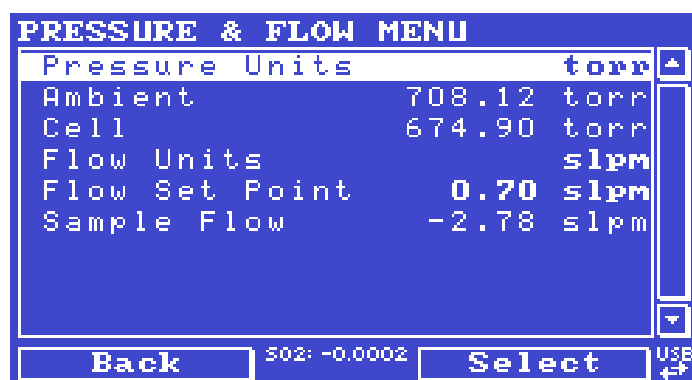 PRESSURE & FLOW MENU
Pressure Units torr
Ambient 708.12 torr
Cell 674.90 torr
Flow Units slpm
Flow Set Point 0.70 slpm
Sample Flow -2.78 slpm
Back SO2: -0.0002 Select USB